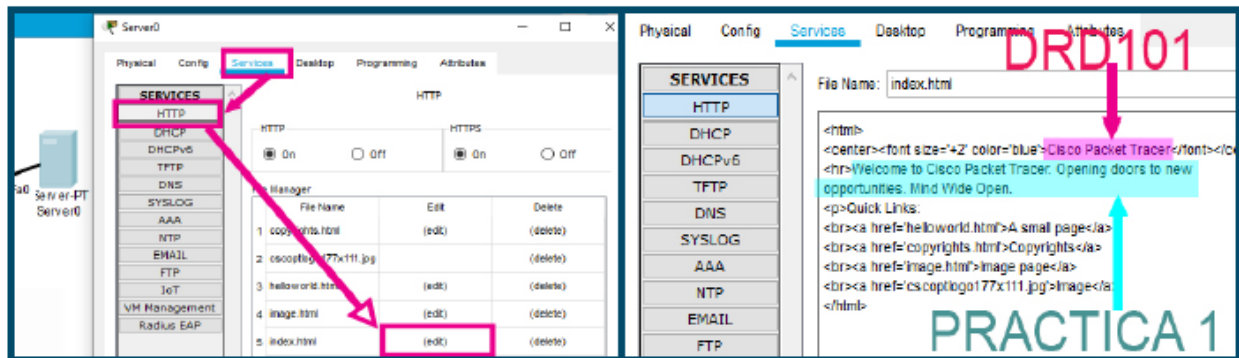 Server0
Physical Config Services Desktop Programming Attributes
SERVICES
HTTP
DHCP
DHCPv6
TFTP
DNS
SYSLOG
AAA
NTP
EMAIL
FTP
IoT
VM Management
Radius EAP
HTTP
HTTP HTTPS
On Off On Off
File Manager
File Name Edit Delete
1 copyrights.html (edit) (delete)
2 cscoptlogo177x111.jpg (delete)
3 helloworld.html (edit) (delete)
4 image.html (edit) (delete)
5 index.html (edit) (delete)
Fa0
Server-PT
Server0
Physical Config Services Desktop Programming Attributes
DRD101
SERVICES
HTTP
DHCP
DHCPv6
TFTP
DNS
SYSLOG
AAA
NTP
EMAIL
FTP
File Name: index.html
<html>
<center><font size='+2' color='blue'>Cisco Packet Tracer</font></ce
<hr>Welcome to Cisco Packet Tracer. Opening doors to new
opportunities. Mind Wide Open.
<p>Quick Links:
<br><a href='helloworld.html'>A small page</a>
<br><a href='copyrights.html'>Copyrights</a>
<br><a href='image.html'>Image page</a>
<br><a href='cscoptlogo177x111.jpg'>Image</a>
</html>
PRACTICA 1